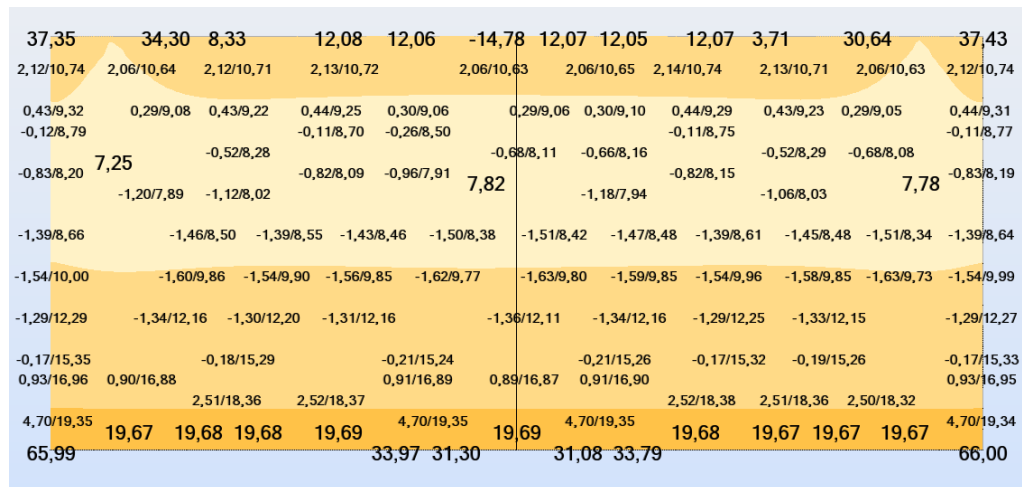 37,35 34,30 8,33 12,08 12,06 -14,78 12,07 12,05 12,07 3,71 30,64 37,43
2,12/10,74 2,06/10,64 2,12/10,71 2,13/10,72 2,06/10,63 2,06/10,65 2,14/10,74 2,13/10,71 2,06/10,63 2,12/10,74
0,43/9,32 0,29/9,08 0,43/9,22 0,44/9,25 0,30/9,06 0,29/9,06 0,30/9,10 0,44/9,29 0,43/9,23 0,29/9,05 0,44/9,31
-0,12/8,79 -0,11/8,70 -0,26/8,50 -0,11/8,75 -0,11/8,77
-0,52/8,28 -0,68/8,11 -0,66/8,16 -0,52/8,29 -0,68/8,08
7,25
-0,83/8,20 -0,82/8,09 -0,96/7,91 -0,82/8,15 -0,83/8,19
7,82 7,78
-1,20/7,89 -1,12/8,02 -1,18/7,94 -1,06/8,03
-1,39/8,66 -1,46/8,50 -1,39/8,55 -1,43/8,46 -1,50/8,38 -1,51/8,42 -1,47/8,48 -1,39/8,61 -1,45/8,48 -1,51/8,34 -1,39/8,64
-1,54/10,00 -1,60/9,86 -1,54/9,90 -1,56/9,85 -1,62/9,77 -1,63/9,80 -1,59/9,85 -1,54/9,96 -1,58/9,85 -1,63/9,73 -1,54/9,99
-1,29/12,29 -1,34/12,16 -1,30/12,20 -1,31/12,16 -1,36/12,11 -1,34/12,16 -1,29/12,25 -1,33/12,15 -1,29/12,27
-0,17/15,35 -0,18/15,29 -0,21/15,24 -0,21/15,26 -0,17/15,32 -0,19/15,26 -0,17/15,33
0,93/16,96 0,90/16,88 0,91/16,89 0,89/16,87 0,91/16,90 0,93/16,95
2,51/18,36 2,52/18,37 2,52/18,38 2,51/18,36 2,50/18,32
4,70/19,35 4,70/19,35 4,70/19,35 4,70/19,34
19,67 19,68 19,68 19,69 19,69 19,68 19,67 19,67 19,67
65,99 33,97 31,30 31,08 33,79 66,00